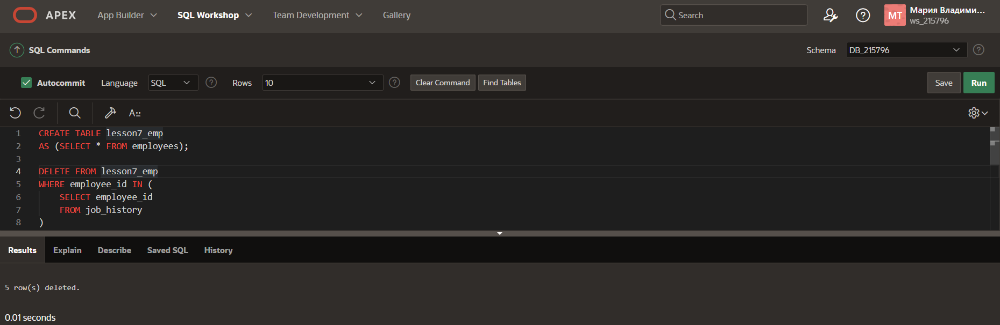 APEX App Builder SQL Workshop Team Development Gallery Search MT Мария Владими...
ws_215796
SQL Commands Schema DB_215796
Autocommit Language SQL Rows 10 Clear Command Find Tables Save Run
A::
1 CREATE TABLE lesson7_emp
2 AS (SELECT * FROM employees);
3
4 DELETE FROM lesson7_emp
5 WHERE employee_id IN (
6 SELECT employee_id
7 FROM job_history
8 )
Results Explain Describe Saved SQL History
5 row(s) deleted.
0.01 seconds